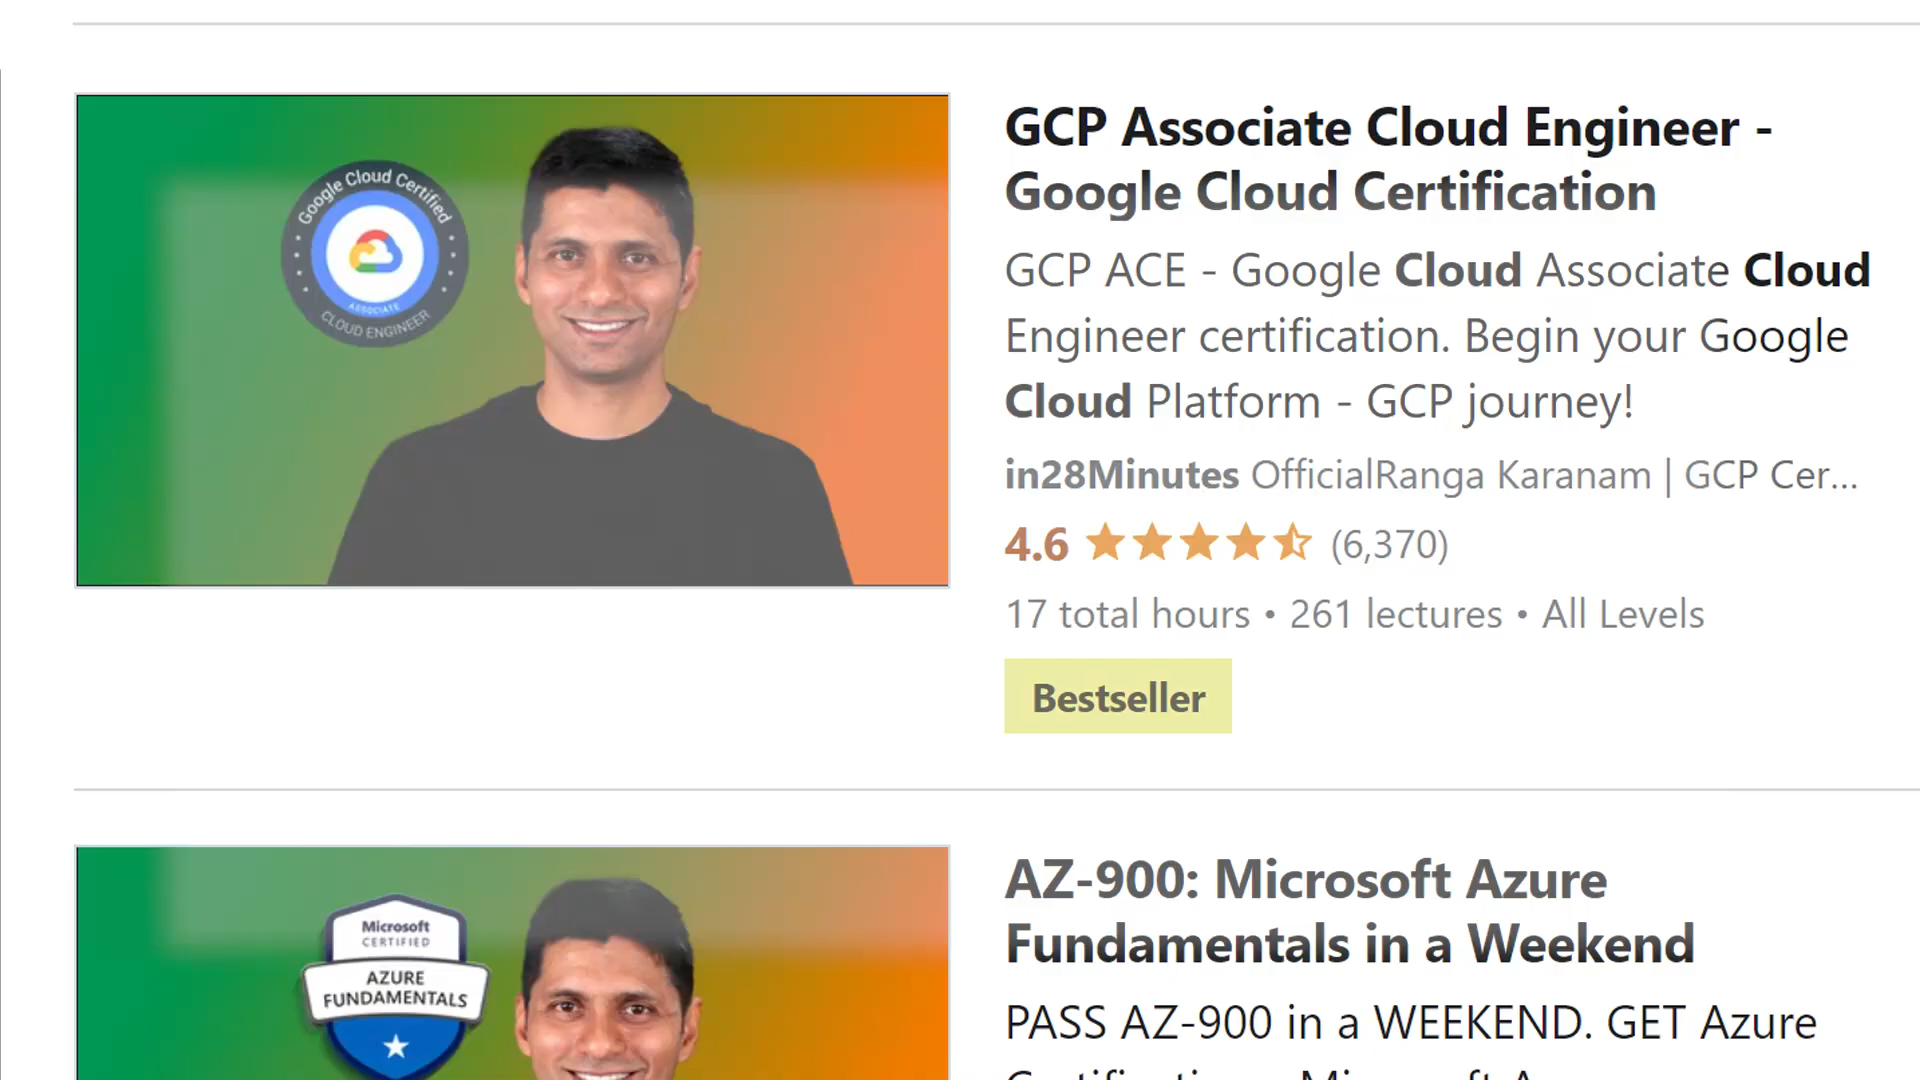 Google Cloud Certified
ASSOCIATE
CLOUD ENGINEER
GCP Associate Cloud Engineer -
Google Cloud Certification
GCP ACE - Google Cloud Associate Cloud
Engineer certification. Begin your Google
Cloud Platform - GCP journey!
in28Minutes OfficialRanga Karanam | GCP Cer...
4.6 (6,370)
17 total hours • 261 lectures • All Levels
Bestseller
Microsoft
CERTIFIED
AZURE
FUNDAMENTALS
AZ-900: Microsoft Azure
Fundamentals in a Weekend
PASS AZ-900 in a WEEKEND. GET Azure